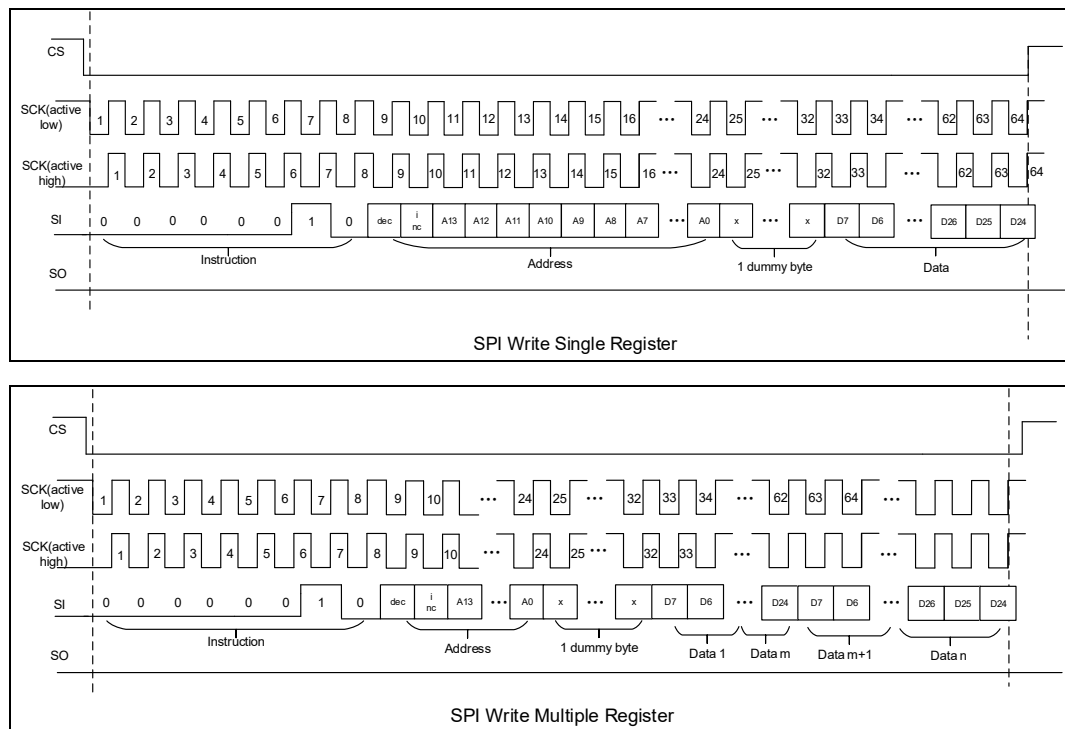 CS
SCK(active
low)
1 2 3 4 5 6 7 8 9 10 11 12 13 14 15 16 ... 24 25 ... 32 33 34 ... 62 63 64
SCK(active
high)
1 2 3 4 5 6 7 8 9 10 11 12 13 14 15 16 ... 24 25 ... 32 33 ... 62 63 64
SI
0 0 0 0 0 0 1 0 dec i
nc A13 A12 A11 A10 A9 A8 A7 ... A0 x ... x D7 D6 ... D26 D25 D24
Instruction Address 1 dummy byte Data
SO
SPI Write Single Register
CS
SCK(active
low)
1 2 3 4 5 6 7 8 9 10 ... 24 25 ... 32 33 34 ... 62 63 64 ...
SCK(active
high)
1 2 3 4 5 6 7 8 9 10 ... 24 25 ... 32 33 ... ...
SI
0 0 0 0 0 0 1 0 dec i
nc A13 ... A0 x ... x D7 D6 ... D24 D7 D6 ... D26 D25 D24
Instruction Address 1 dummy byte Data 1 Data m Data m+1 Data n
SO
SPI Write Multiple Register